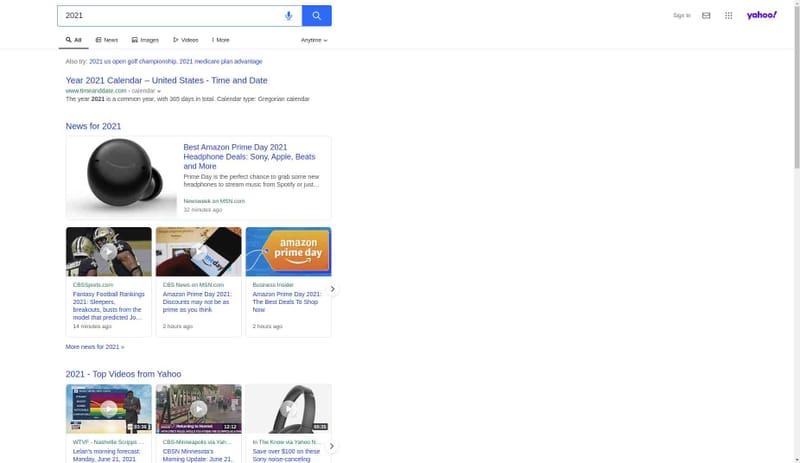 2021
Sign In
yahoo!
All
News
Images
Videos
More
Anytime
Also try: 2021 us open golf championship, 2021 medicare plan advantage
Year 2021 Calendar – United States - Time and Date
www.timeanddate.com › calendar
The year 2021 is a common year, with 365 days in total. Calendar type: Gregorian calendar
News for 2021
Best Amazon Prime Day 2021
Headphone Deals: Sony, Apple, Beats
and More
Prime Day is the perfect chance to grab some new
headphones to stream music from Spotify or just...
Newsweek on MSN.com
32 minutes ago
CBSSports.com
Fantasy Football Rankings
2021: Sleepers,
breakouts, busts from the
model that predicted Jo...
14 minutes ago
CBS News on MSN.com
Amazon Prime Day 2021:
Discounts may not be as
prime as you think
2 hours ago
amazon
prime day
Business Insider
Amazon Prime Day 2021:
The Best Deals To Shop
Now
2 hours ago
More news for 2021 »
2021 - Top Videos from Yahoo
03:36
WTVF - Nashville Scripps ...
Lelan's morning forecast:
Monday, June 21, 2021
Returning to Normal
12:12
CBS-Minneapolis via Yah...
CBSN Minnesota's
Morning Update: June 21,
In The Know via Yahoo N...
Save over $100 on these
Sony noise-canceling